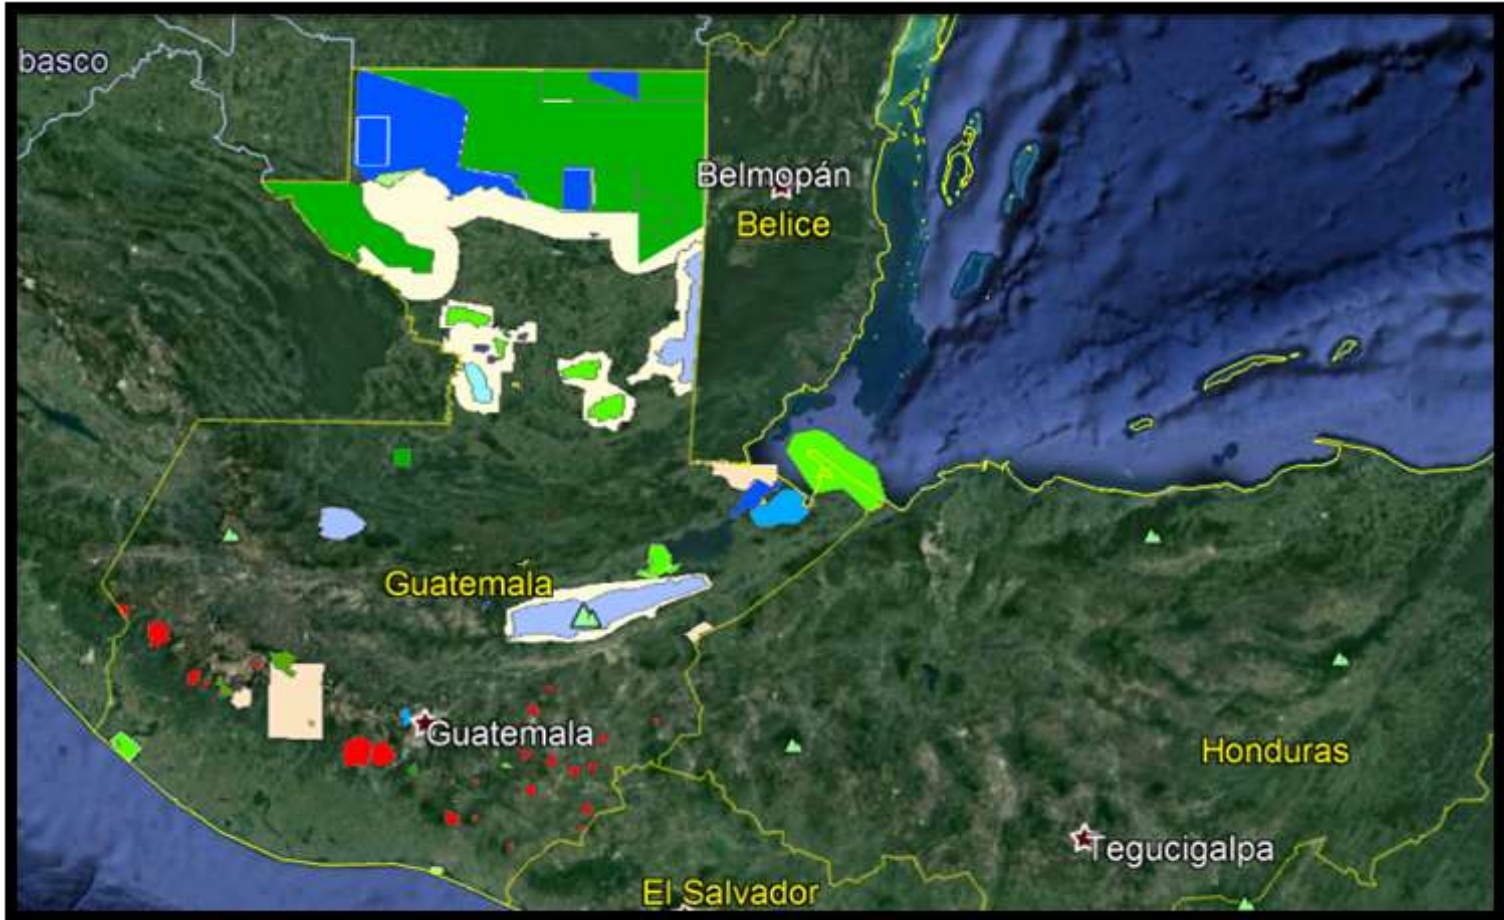 basco
Belmopán
Belice
Guatemala
Guatemala
Honduras
Tegucigalpa
El Salvador